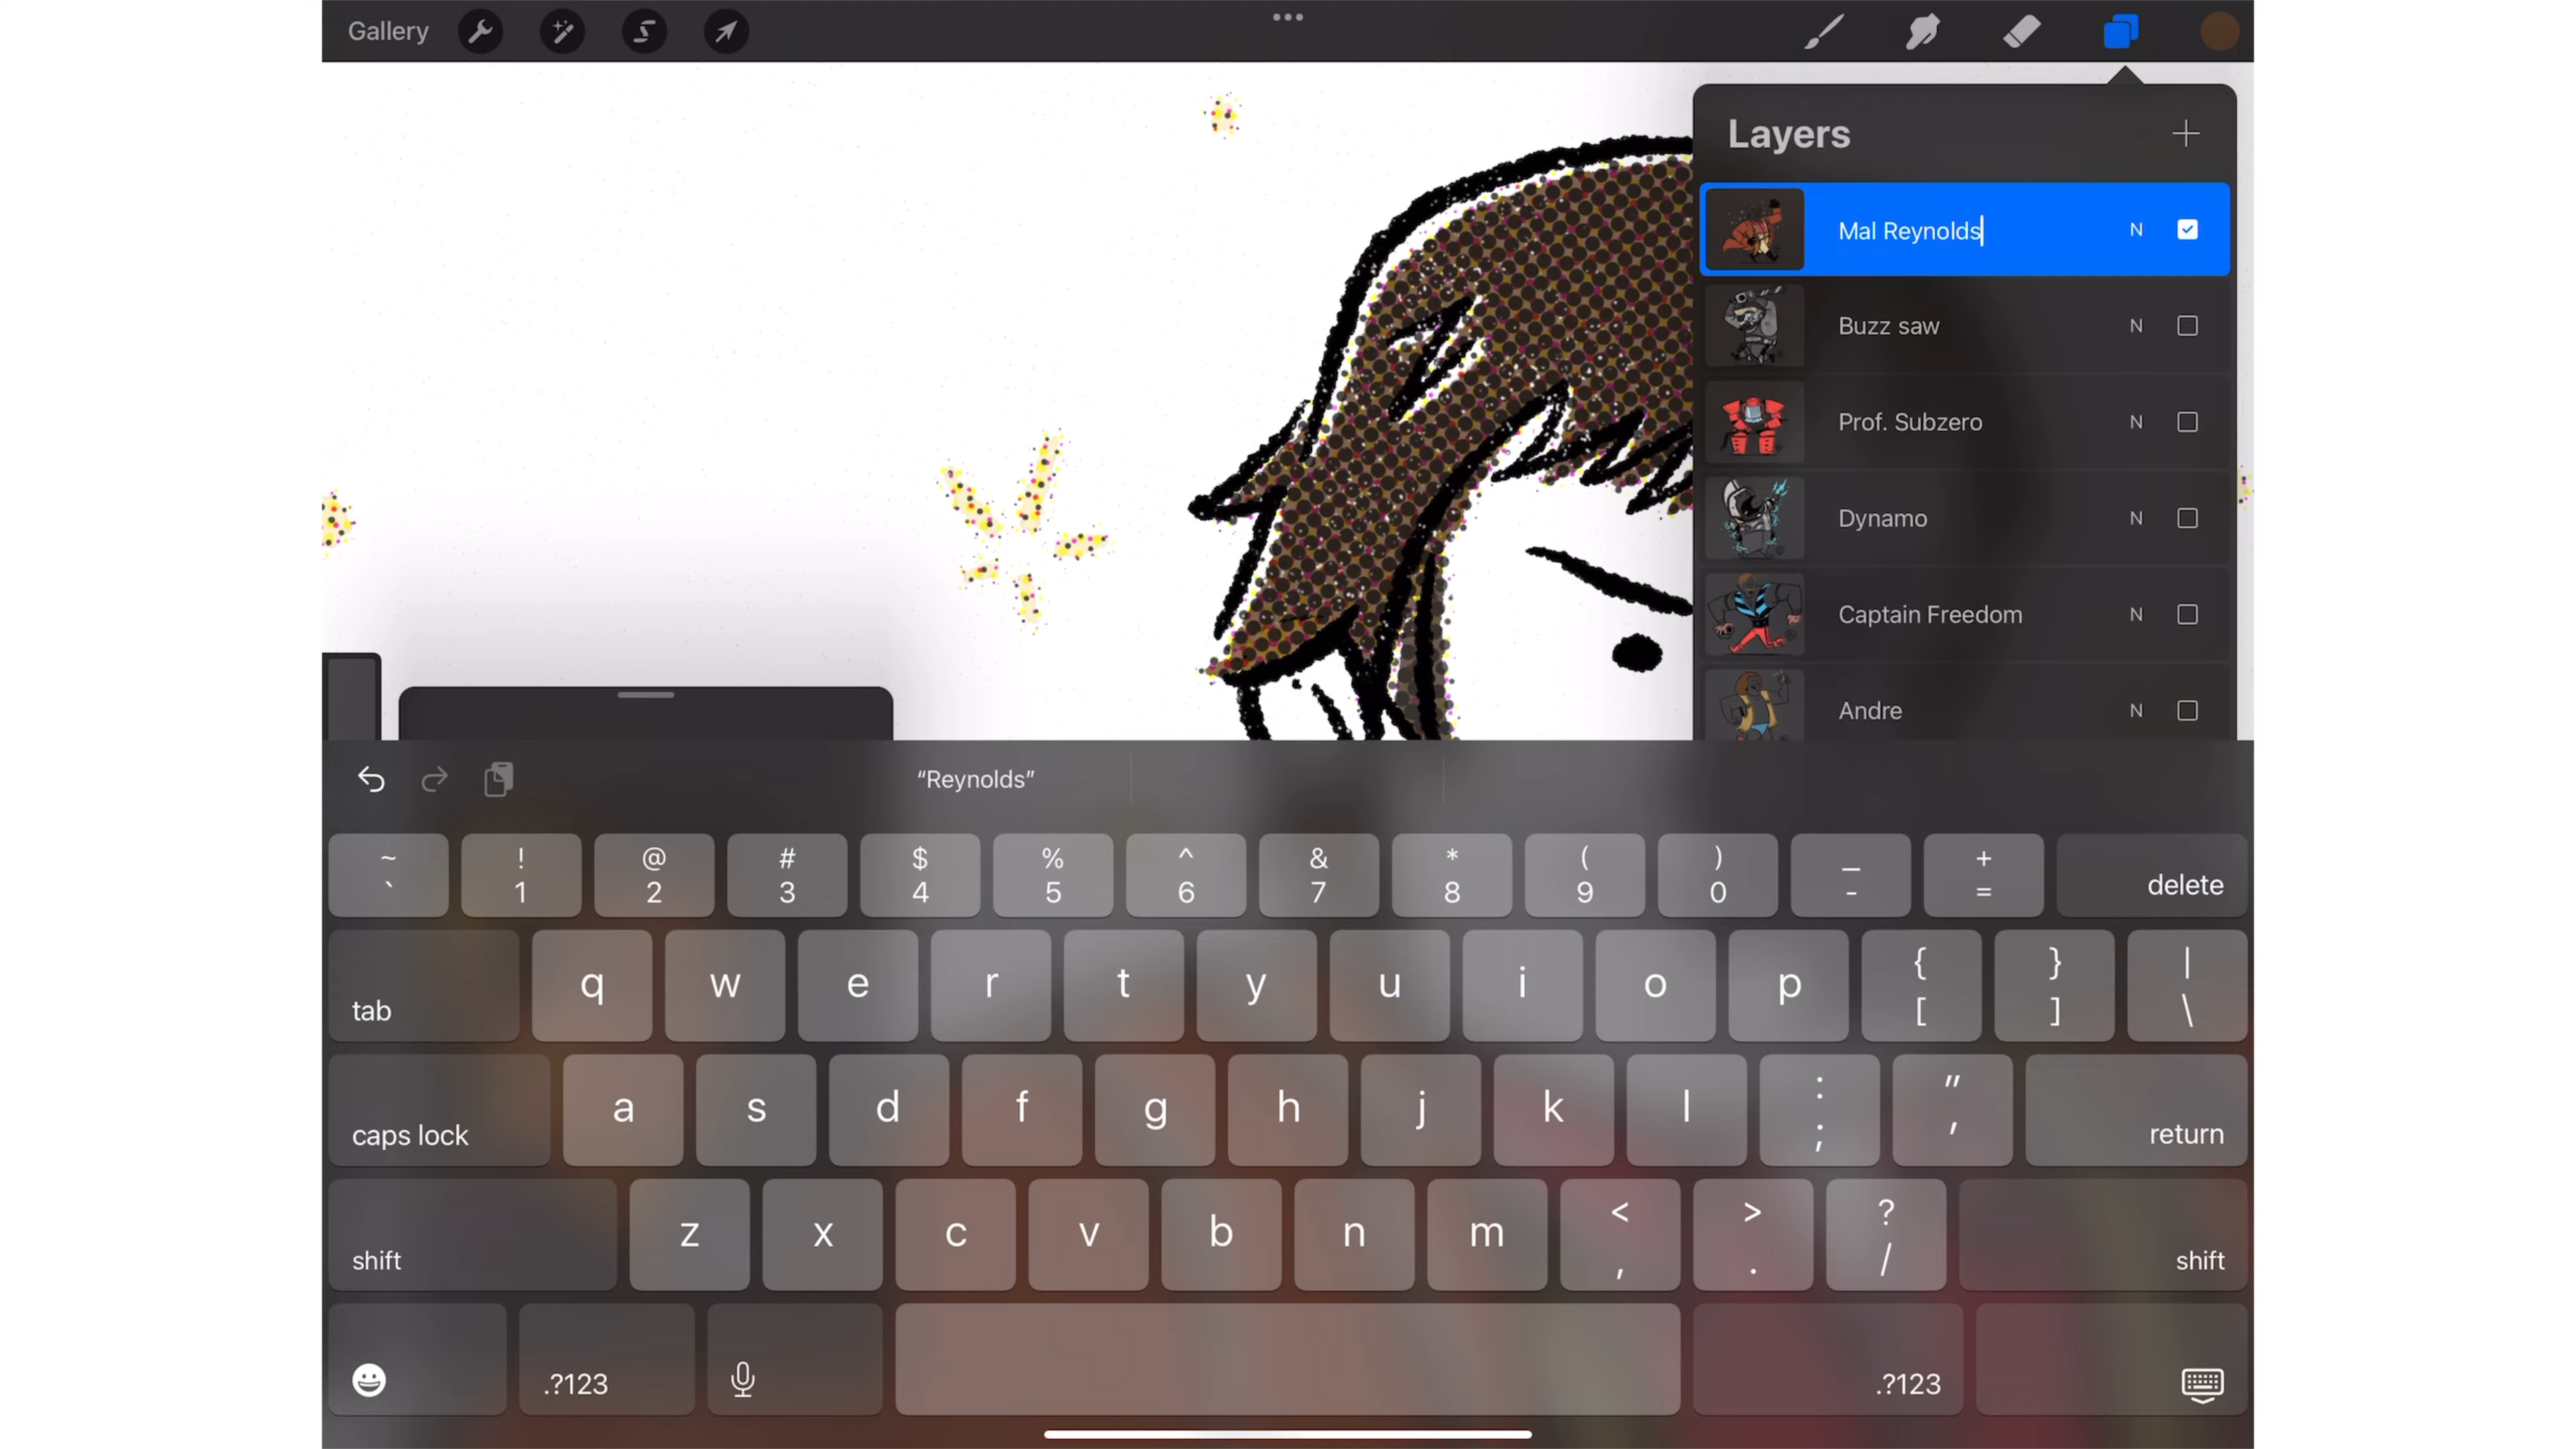 Gallery
Layers
Mal Reynolds N
Buzz saw N
Prof. Subzero N
Dynamo N
Captain Freedom N
Andre N
“Reynolds”
~ ! @ # $ % ^ & * ( ) _ +
` 1 2 3 4 5 6 7 8 9 0 - = delete
tab q w e r t y u i o p { [ } ] | \
caps lock a s d f g h j k l : ; " ' return
shift z x c v b n m < , > . ? / shift
.?123 .?123